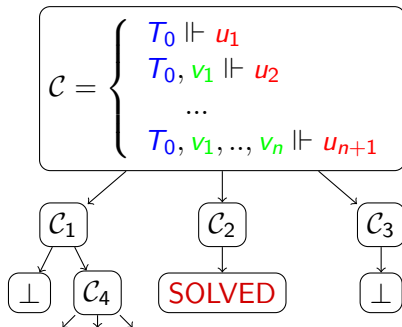 T₀ ⊩ u₁
T₀, v₁ ⊩ u₂
C = {
...
T₀, v₁, .., vₙ ⊩ uₙ₊₁
C₁ C₂ C₃
⊥ C₄ SOLVED ⊥